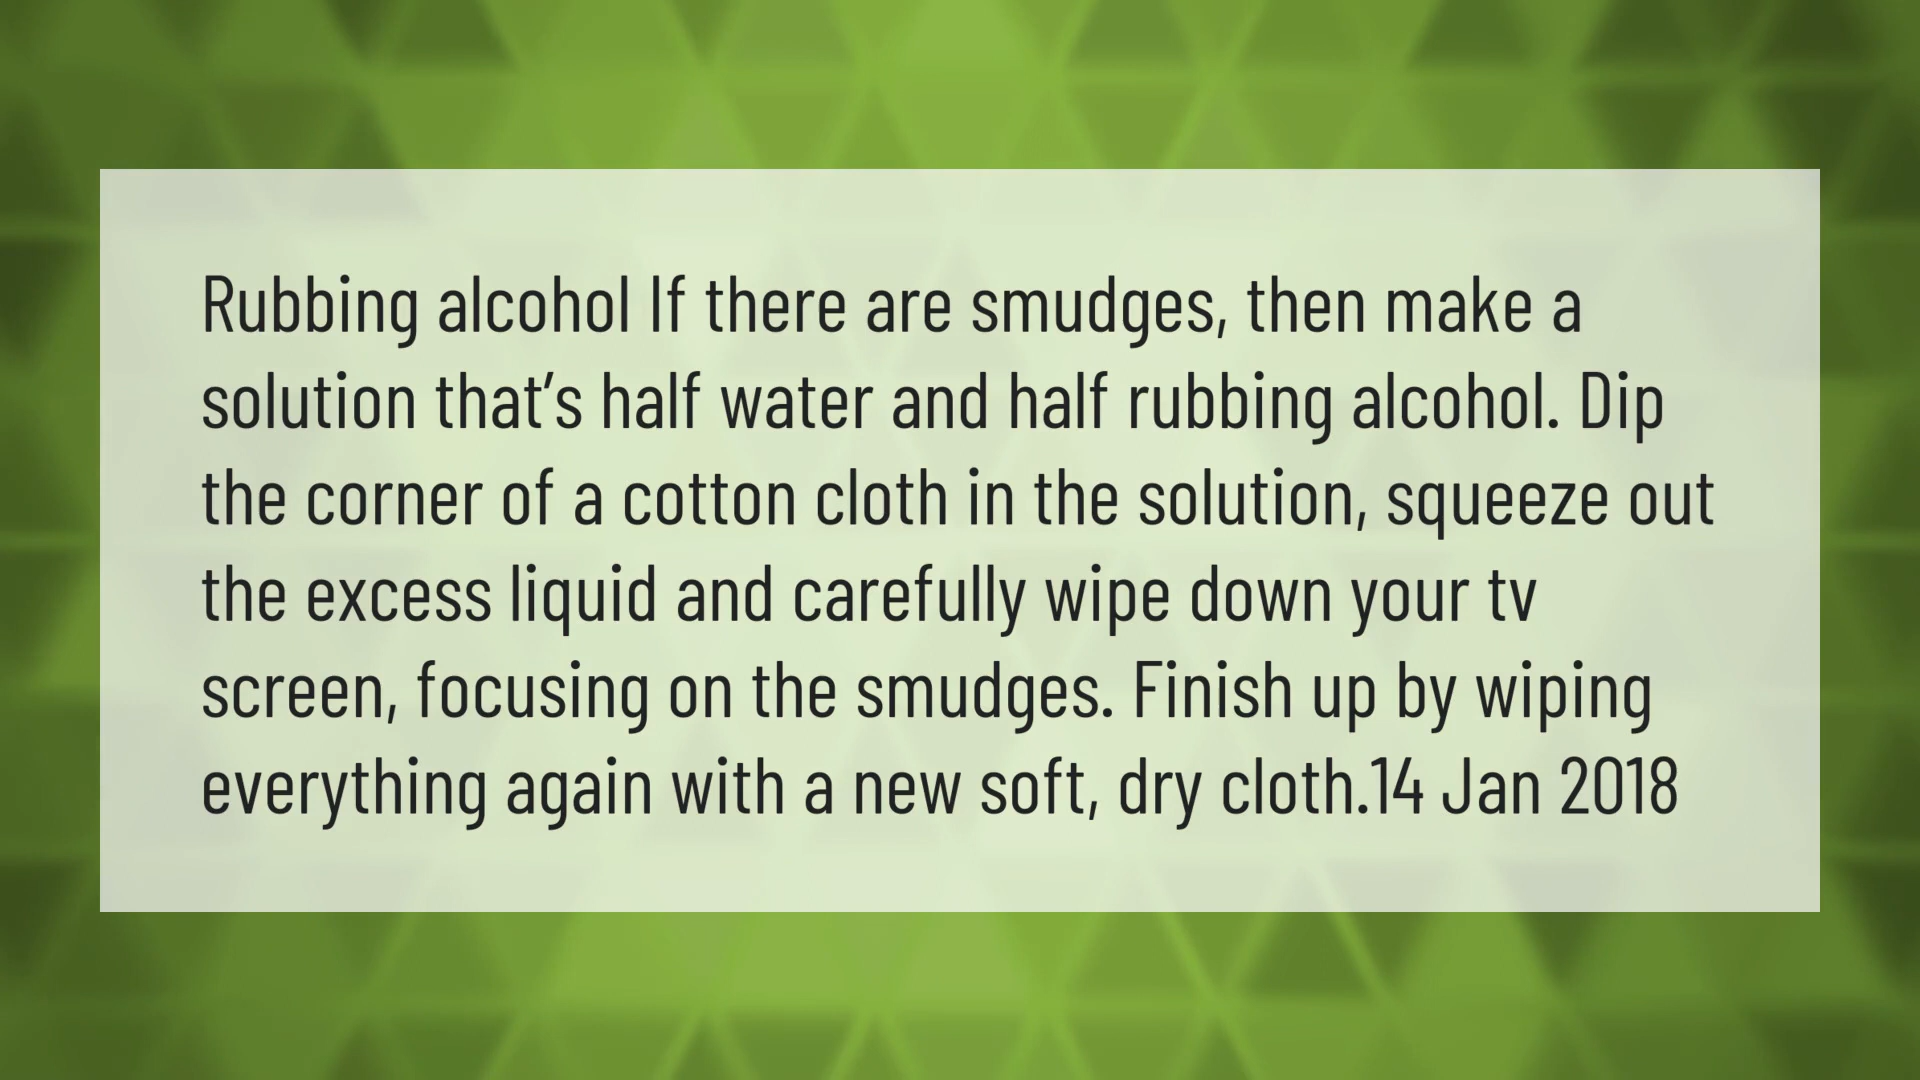 Rubbing alcohol If there are smudges, then make a
solution that’s half water and half rubbing alcohol. Dip
the corner of a cotton cloth in the solution, squeeze out
the excess liquid and carefully wipe down your tv
screen, focusing on the smudges. Finish up by wiping
everything again with a new soft, dry cloth.14 Jan 2018